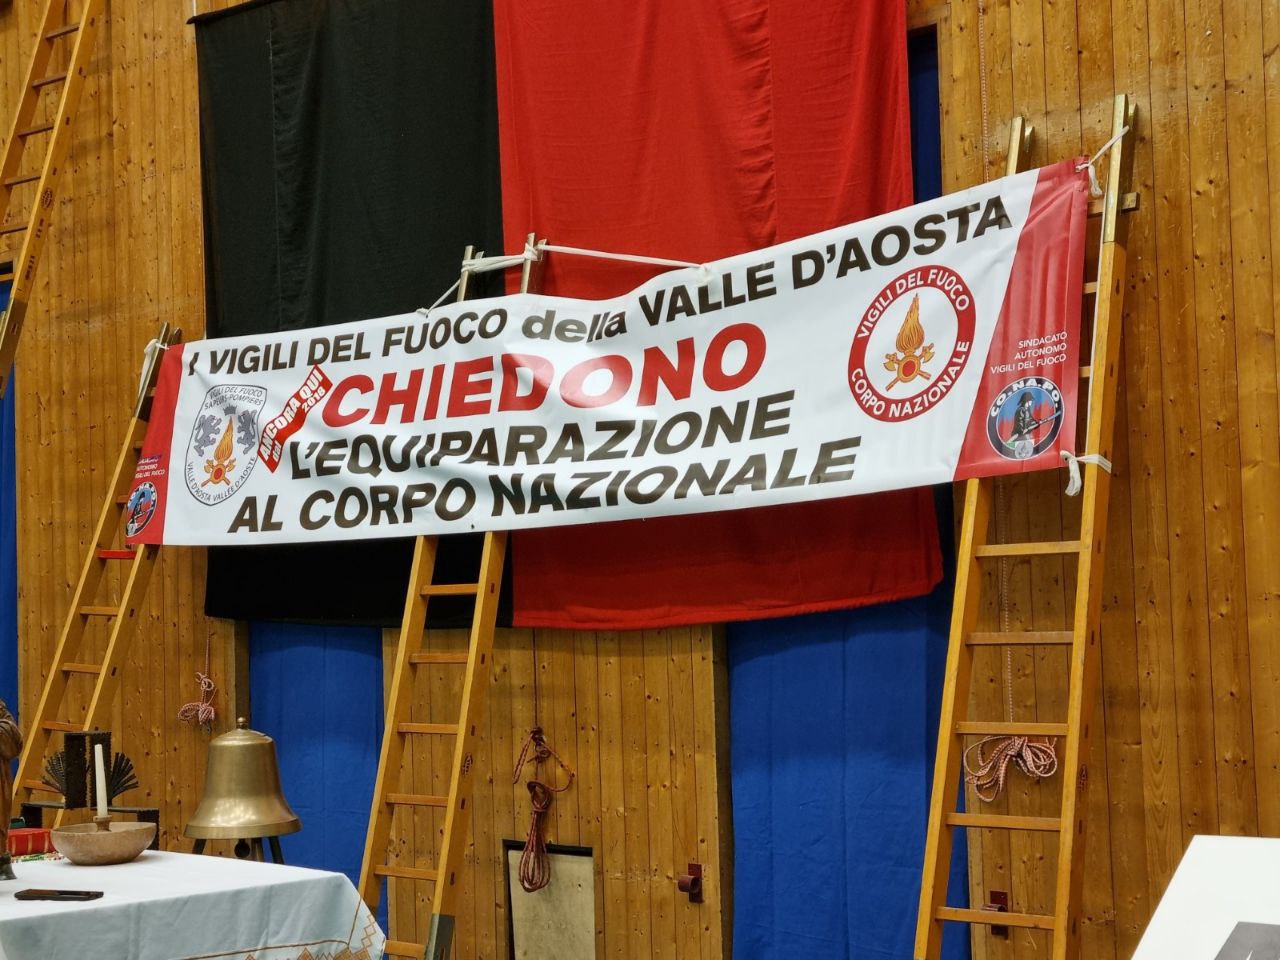 I VIGILI DEL FUOCO della VALLE D'AOSTA
CHIEDONO
L'EQUIPARAZIONE
AL CORPO NAZIONALE
ANCORA QUI
dal 2018
VIGILI DEL FUOCO
SAPEURS-POMPIERS
VALLE D'AOSTA VALLÉE D'AOSTE
VIGILI DEL FUOCO
CORPO NAZIONALE
SINDACATO
AUTONOMO
VIGILI DEL FUOCO
CO.NA.PO.
AUTONOMO
VIGILI DEL FUOCO